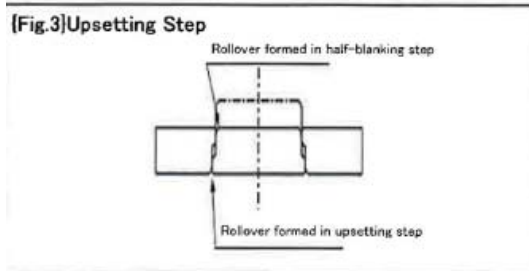 [Fig.3]Upsetting Step
Rollover formed in half-blanking step
Rollover formed in upsetting step